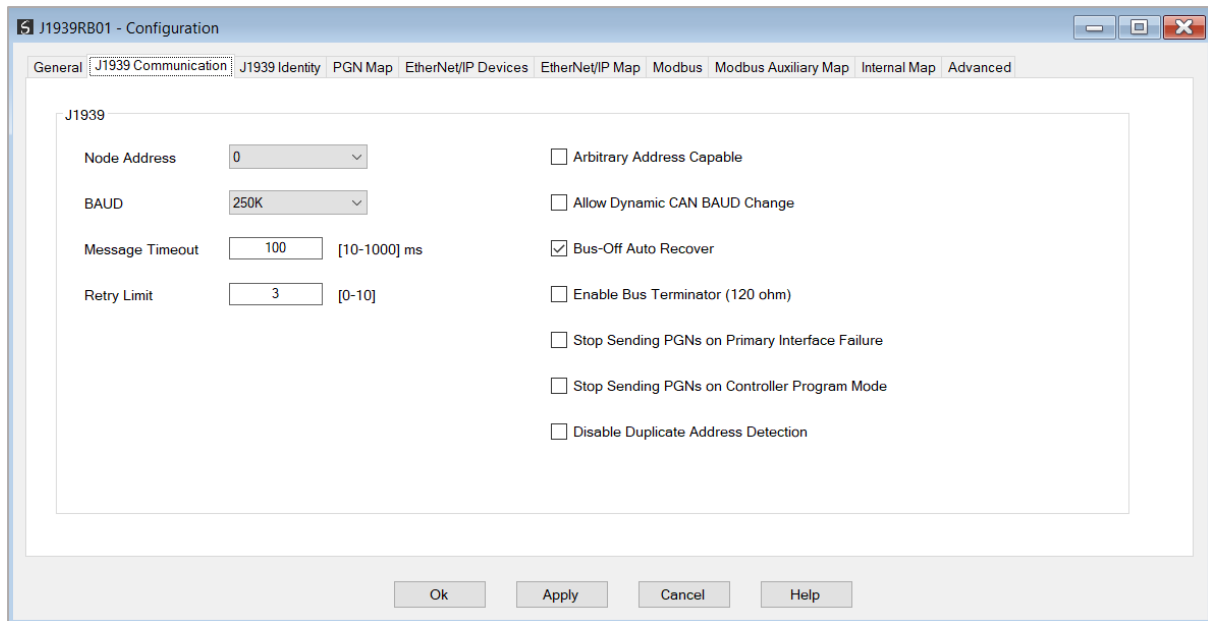 J1939RB01 - Configuration
General J1939 Communication J1939 Identity PGN Map EtherNet/IP Devices EtherNet/IP Map Modbus Modbus Auxiliary Map Internal Map Advanced
J1939
Node Address 0 Arbitrary Address Capable
BAUD 250K Allow Dynamic CAN BAUD Change
Message Timeout 100 [10-1000] ms Bus-Off Auto Recover
Retry Limit 3 [0-10] Enable Bus Terminator (120 ohm)
Stop Sending PGNs on Primary Interface Failure
Stop Sending PGNs on Controller Program Mode
Disable Duplicate Address Detection
Ok Apply Cancel Help